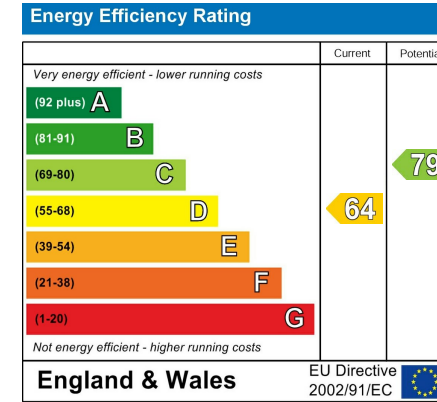 Energy Efficiency Rating
Current Potentia
Very energy efficient - lower running costs
(92 plus) A
(81-91) B
(69-80) C
79
(55-68) D
64
(39-54) E
(21-38) F
(1-20) G
Not energy efficient - higher running costs
England & Wales
EU Directive
2002/91/EC